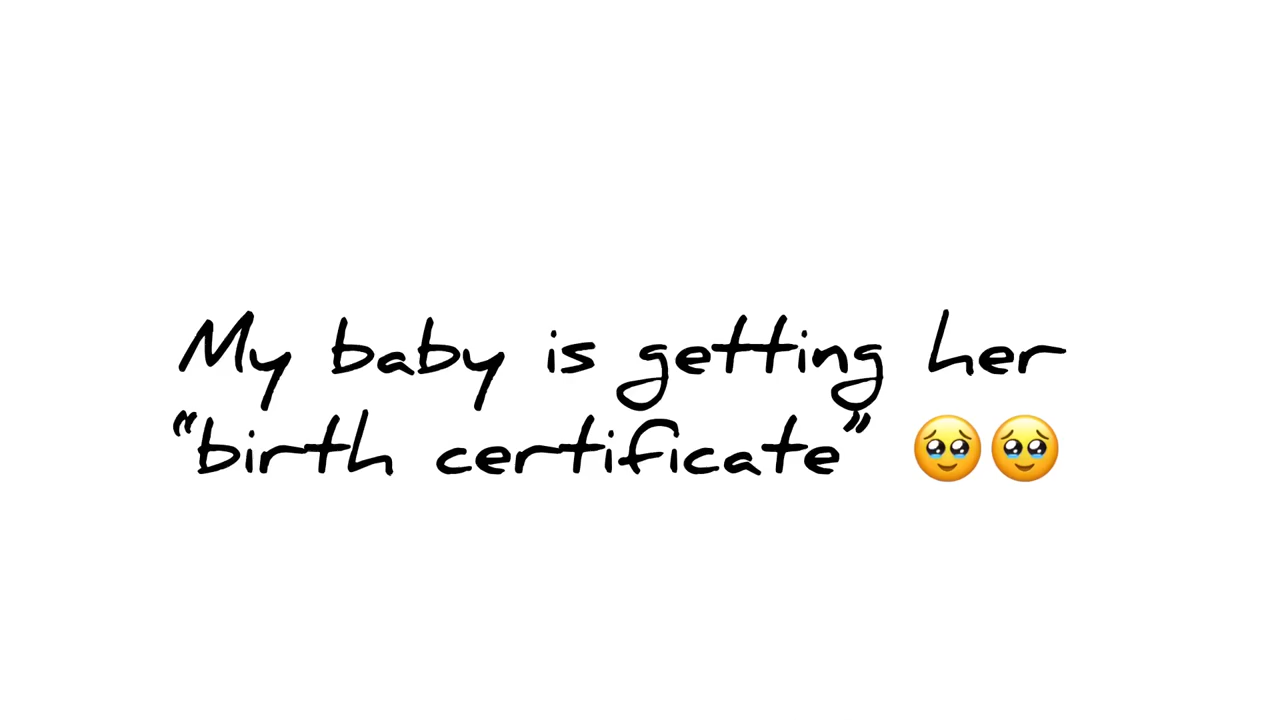 My baby is getting her
“birth certificate” 🥹🥹